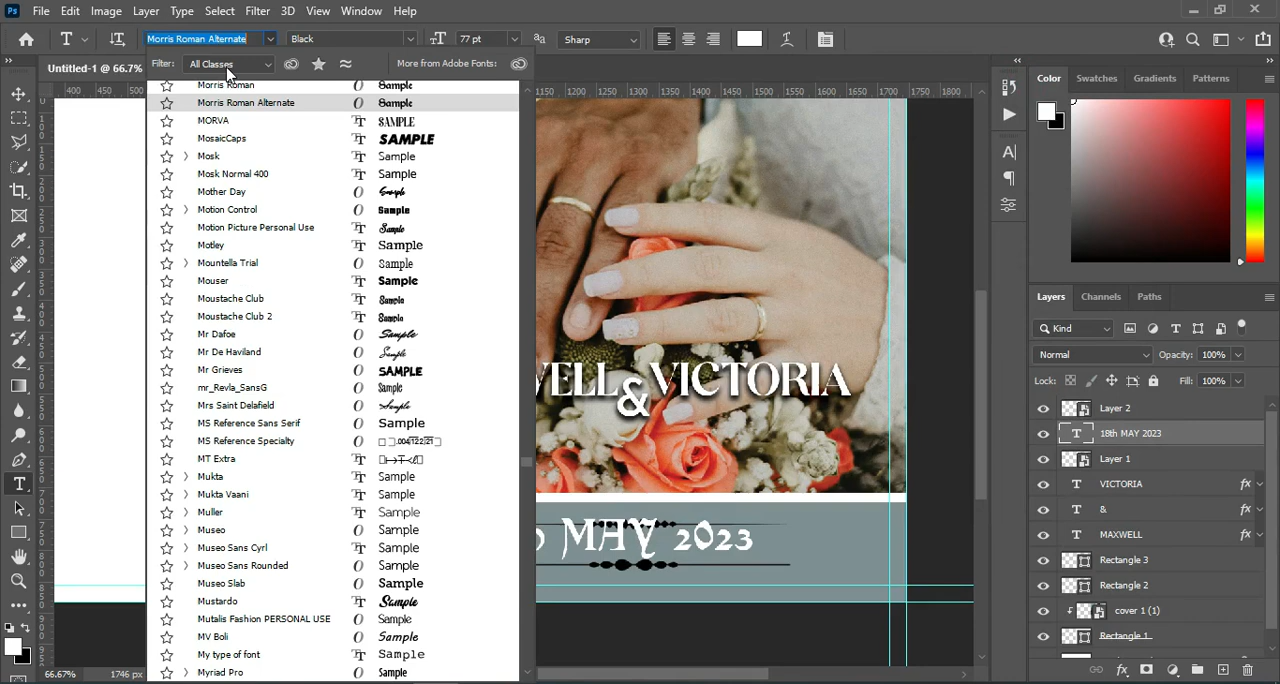 Ps File Edit Image Layer Type Select Filter 3D View Window Help
Morris Roman Alternate Black 77 pt Sharp
Filter: All Classes More from Adobe Fonts:
Untitled-1 @ 66.7%
400 450 500 1150 1200 1250 1300 1350 1400 1450 1500 1550 1600 1650 1700 1750 1800
Morris Roman Sample
Morris Roman Alternate Sample
MORVA SAMPLE
MosaicCaps SAMPLE
Mosk Sample
Mosk Normal 400 Sample
Mother Day Sample
Motion Control Sample
Motion Picture Personal Use Sample
Motley Sample
Mountella Trial Sample
Mouser Sample
Moustache Club Sample
Moustache Club 2 Sample
Mr Dafoe Sample
Mr De Haviland Sample
Mr Grieves SAMPLE
mr_Revla_SansG Sample
Mrs Saint Delafield Sample
MS Reference Sans Serif Sample
MS Reference Specialty
MT Extra
Mukta Sample
Mukta Vaani Sample
Muller Sample
Museo Sample
Museo Sans Cyrl Sample
Museo Sans Rounded Sample
Museo Slab Sample
Mustardo Sample
Mutalis Fashion PERSONAL USE Sample
MV Boli Sample
My type of font Sample
Myriad Pro Sample
WELL & VICTORIA
MAY 2023
66.67% 1746 px
Color Swatches Gradients Patterns
Layers Channels Paths
Kind
Normal Opacity: 100%
Lock: Fill: 100%
Layer 2
18th MAY 2023
Layer 1
VICTORIA fx
& fx
MAXWELL fx
Rectangle 3
Rectangle 2
cover 1 (1)
Rectangle 1
fx